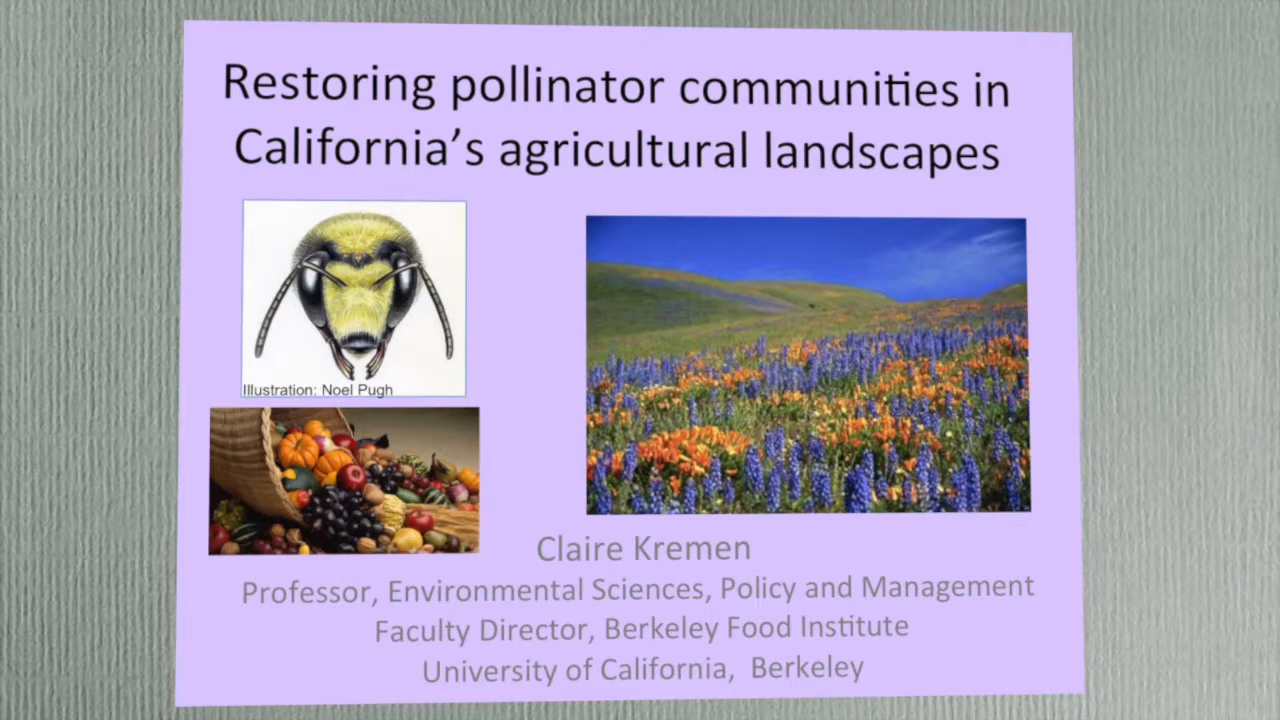 Restoring pollinator communities in
California's agricultural landscapes
Illustration: Noel Pugh
Claire Kremen
Professor, Environmental Sciences, Policy and Management
Faculty Director, Berkeley Food Institute
University of California, Berkeley